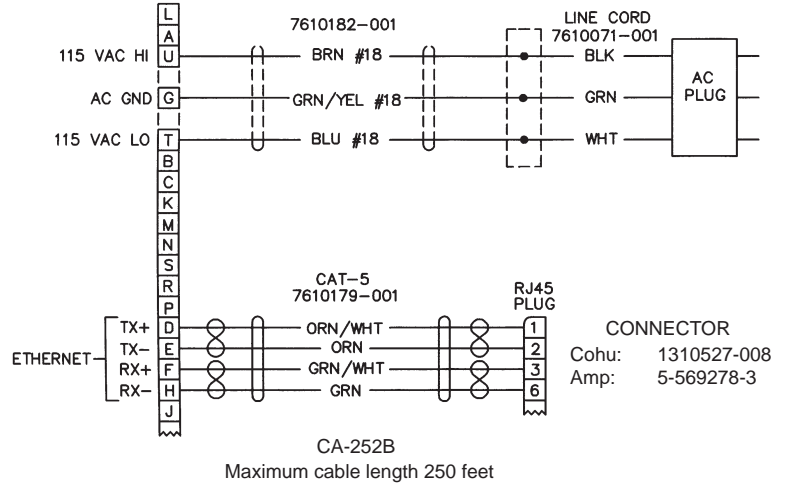 L
A
7610182-001
LINE CORD
7610071-001
115 VAC HI U BRN #18 BLK
AC GND G GRN/YEL #18 GRN
AC
PLUG
115 VAC LO T BLU #18 WHT
B
C
K
M
N
S
R
P
CAT-5
7610179-001
RJ45
PLUG
ETHERNET
TX+ D ORN/WHT 1
TX- E ORN 2
RX+ F GRN/WHT 3
RX- H GRN 6
J
CONNECTOR
Cohu: 1310527-008
Amp: 5-569278-3
CA-252B
Maximum cable length 250 feet